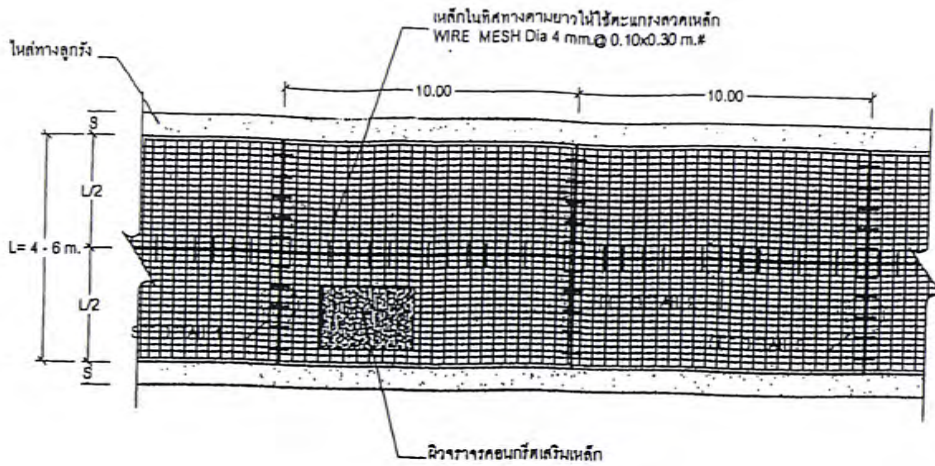 เหล็กในทิศทางตามยาวให้ใช้ตะแกรงลวดเหล็ก
WIRE MESH Dia 4 mm.@ 0.10x0.30 m.#
ไหล่ทางลูกรัง
10.00
10.00
S
L/2
L= 4 - 6 m.
L/2
S
ผิวจราจรคอนกรีตเสริมเหล็ก